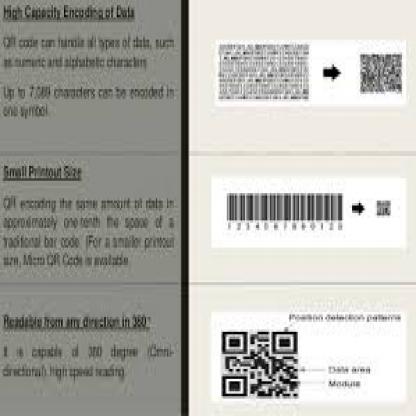 High Capacity Encoding of Data
QR code can handle all types of data, such
as numeric and alphabetic characters
Up to 7,089 characters can be encoded in
one symbol.
Small Printout Size
QR encoding the same amount of data in
approximately one-tenth the space of a
traditional bar code. (For a smaller printout
size, Micro QR Code is available.
1 2 3 4 5 6 7 8 9 0 1 2
Readable from any direction in 360°
It is capable of 360 degree (Omni-
directional), high speed reading.
Position detection patterns
Data area
Module